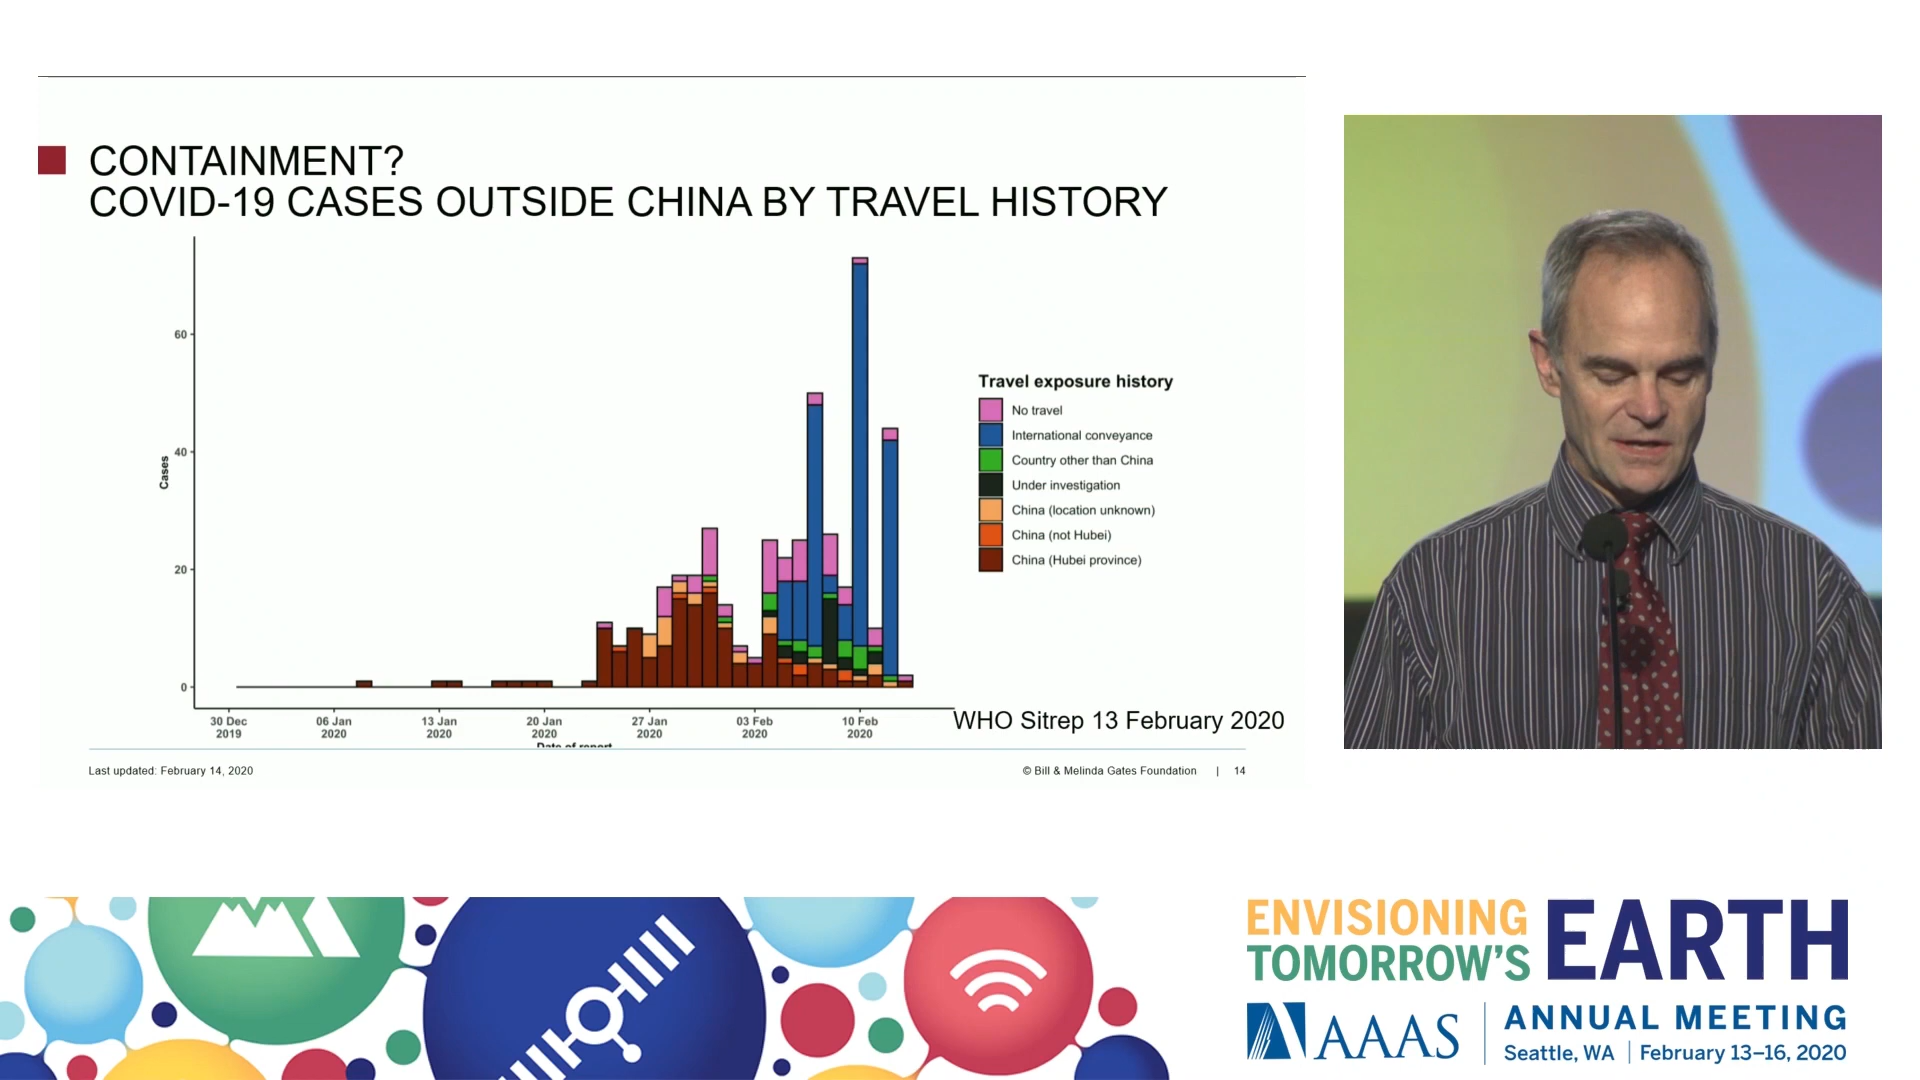 CONTAINMENT?
COVID-19 CASES OUTSIDE CHINA BY TRAVEL HISTORY
60
40
20
0
Cases
30 Dec 2019
06 Jan 2020
13 Jan 2020
20 Jan 2020
27 Jan 2020
03 Feb 2020
10 Feb 2020
Date of report
Travel exposure history
No travel
International conveyance
Country other than China
Under investigation
China (location unknown)
China (not Hubei)
China (Hubei province)
WHO Sitrep 13 February 2020
Last updated: February 14, 2020
© Bill & Melinda Gates Foundation | 14
ENVISIONING
TOMORROW'S
EARTH
AAAS
ANNUAL MEETING
Seattle, WA | February 13–16, 2020